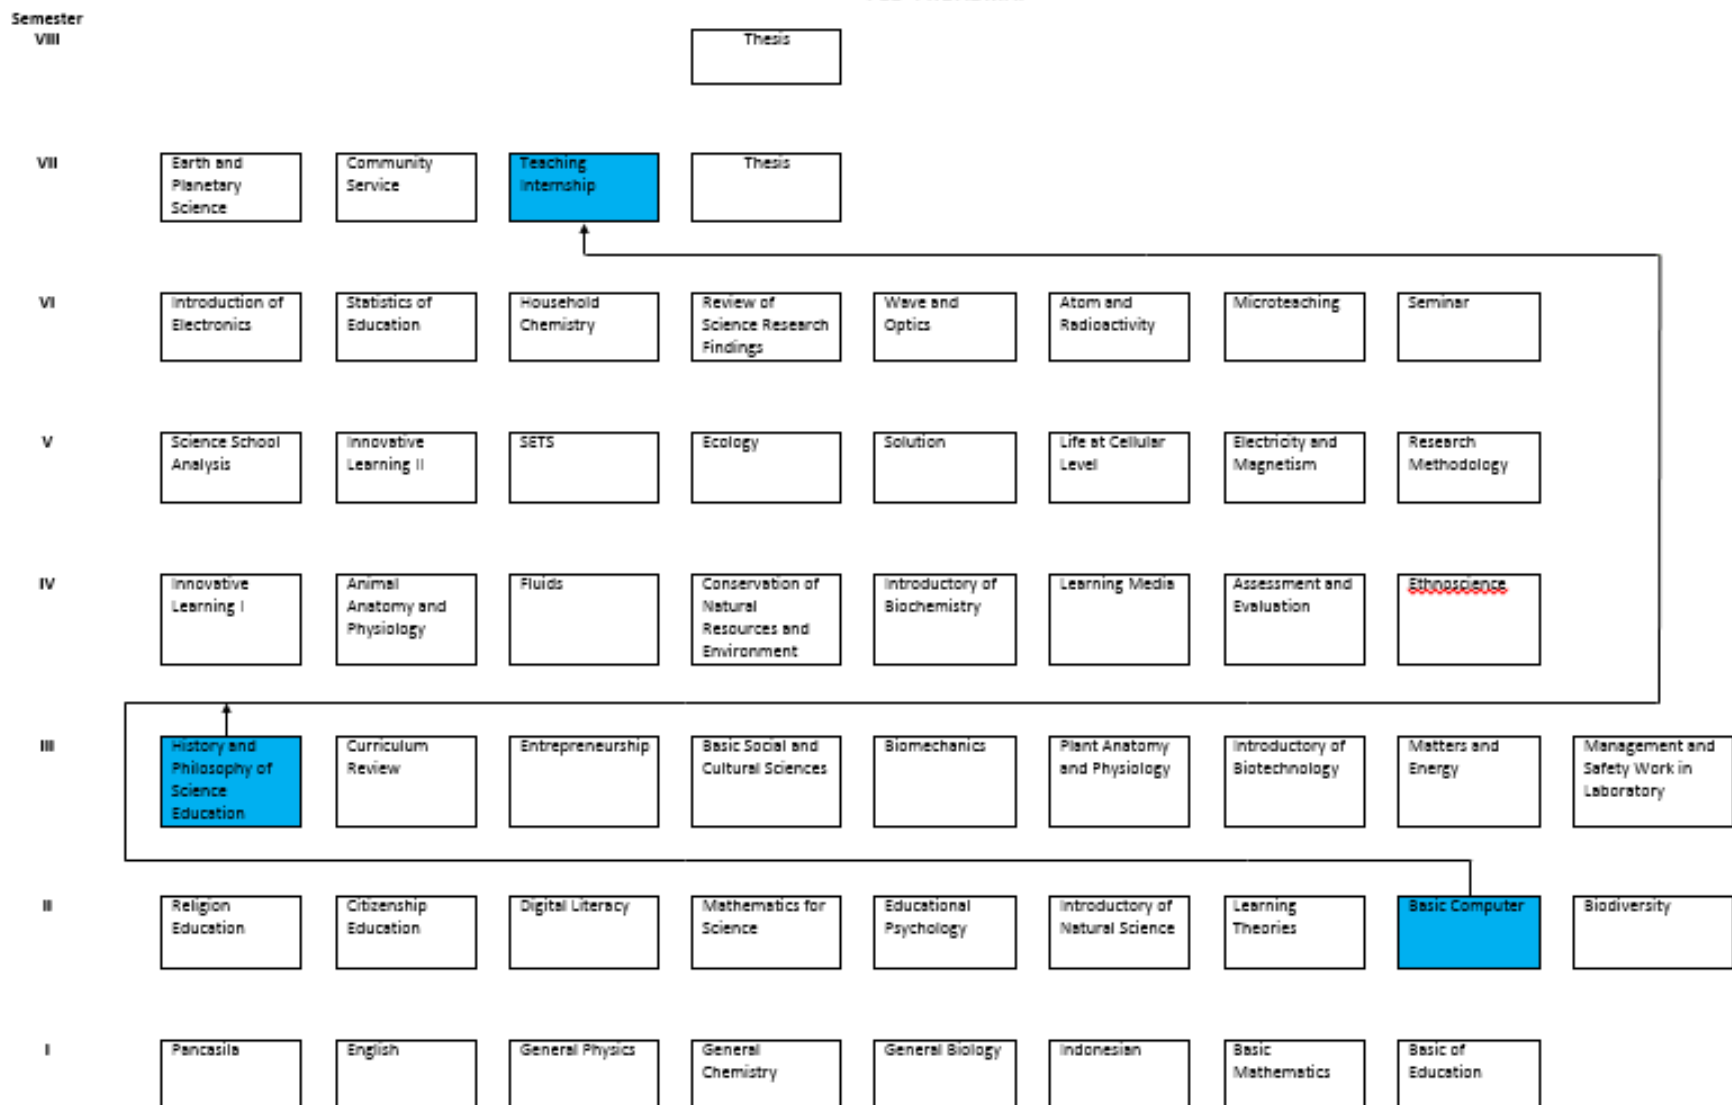 Semester
VIII
Thesis
VII
Earth and
Planetary
Science
Community
Service
Teaching
Internship
Thesis
VI
Introduction of
Electronics
Statistics of
Education
Household
Chemistry
Review of
Science Research
Findings
Wave and
Optics
Atom and
Radioactivity
Microteaching
Seminar
V
Science School
Analysis
Innovative
Learning II
SETS
Ecology
Solution
Life at Cellular
Level
Electricity and
Magnetism
Research
Methodology
IV
Innovative
Learning I
Animal
Anatomy and
Physiology
Fluids
Conservation of
Natural
Resources and
Environment
Introductory of
Biochemistry
Learning Media
Assessment and
Evaluation
Ethnoscience
III
History and
Philosophy of
Science
Education
Curriculum
Review
Entrepreneurship
Basic Social and
Cultural Sciences
Biomechanics
Plant Anatomy
and Physiology
Introductory of
Biotechnology
Matters and
Energy
Management and
Safety Work in
Laboratory
II
Religion
Education
Citizenship
Education
Digital Literacy
Mathematics for
Science
Educational
Psychology
Introductory of
Natural Science
Learning
Theories
Basic Computer
Biodiversity
I
Pancasila
English
General Physics
General
Chemistry
General Biology
Indonesian
Basic
Mathematics
Basic of
Education